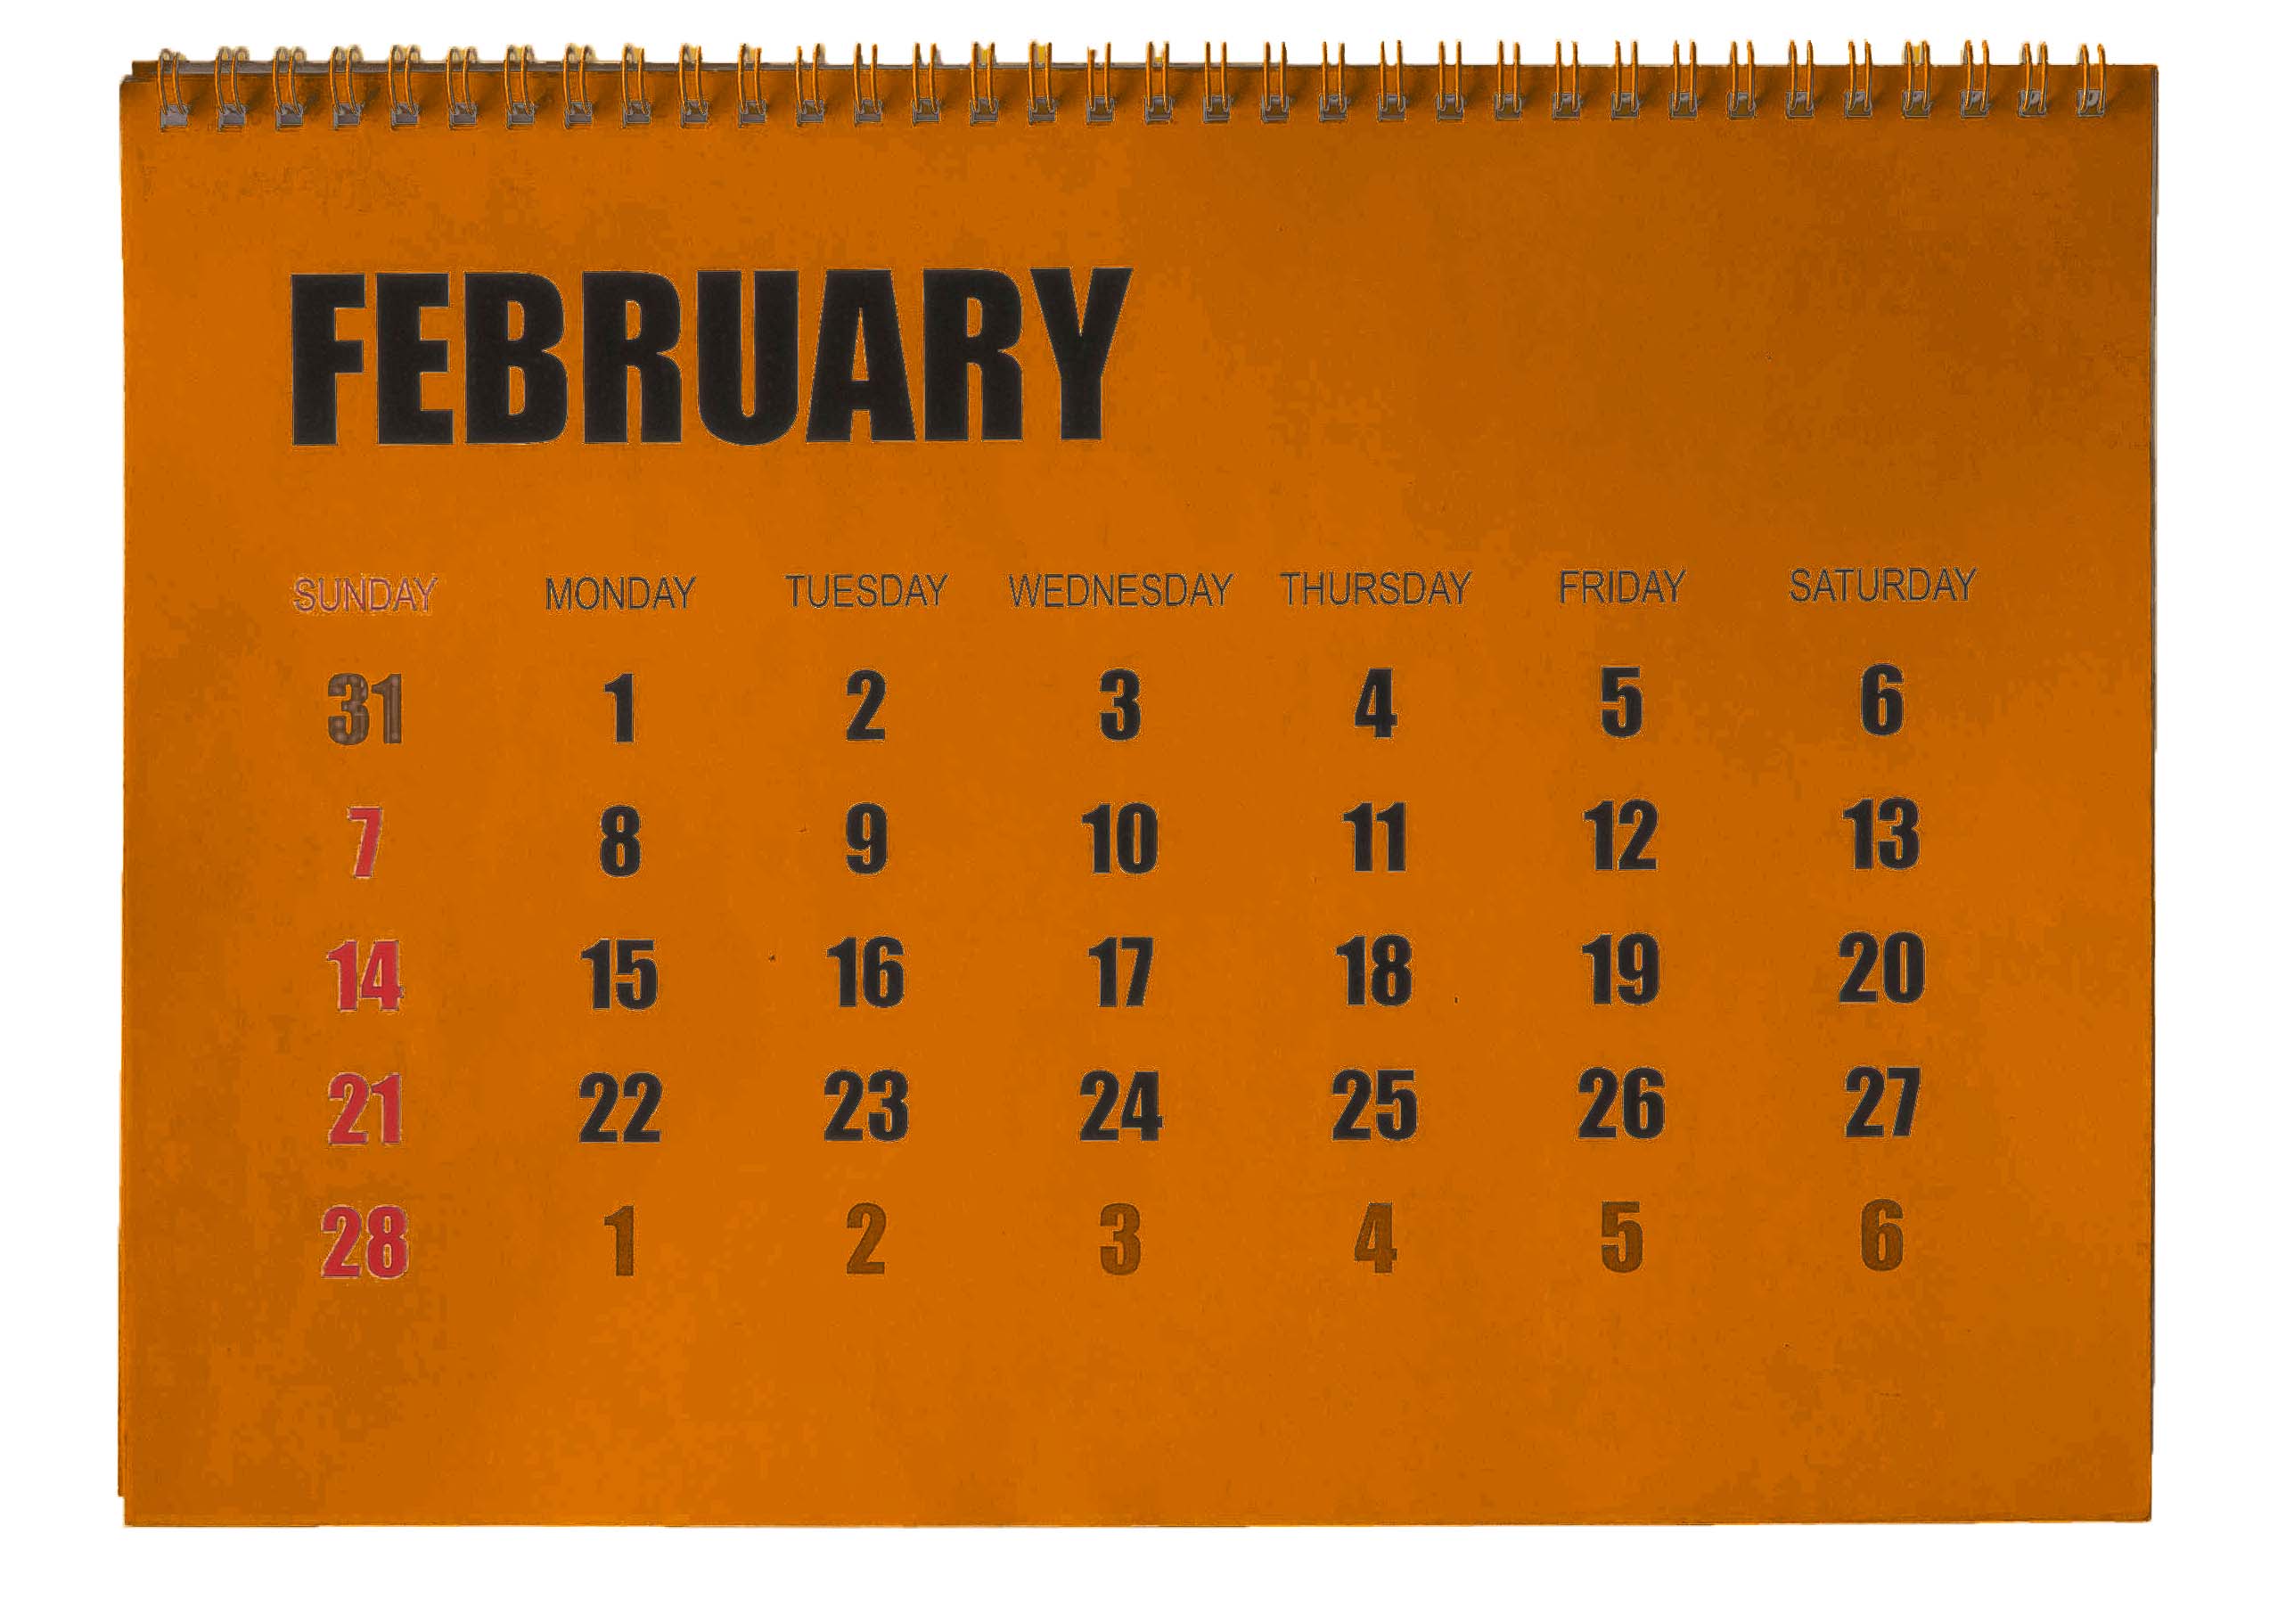 FEBRUARY
SUNDAY MONDAY TUESDAY WEDNESDAY THURSDAY FRIDAY SATURDAY
31 1 2 3 4 5 6
7 8 9 10 11 12 13
14 15 16 17 18 19 20
21 22 23 24 25 26 27
28 1 2 3 4 5 6